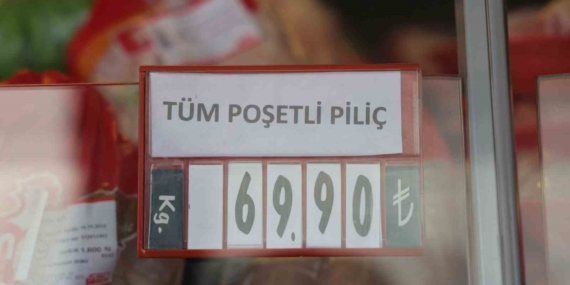 TÜM POŞETLİ PİLİÇ
Kg. 69.90 ₺